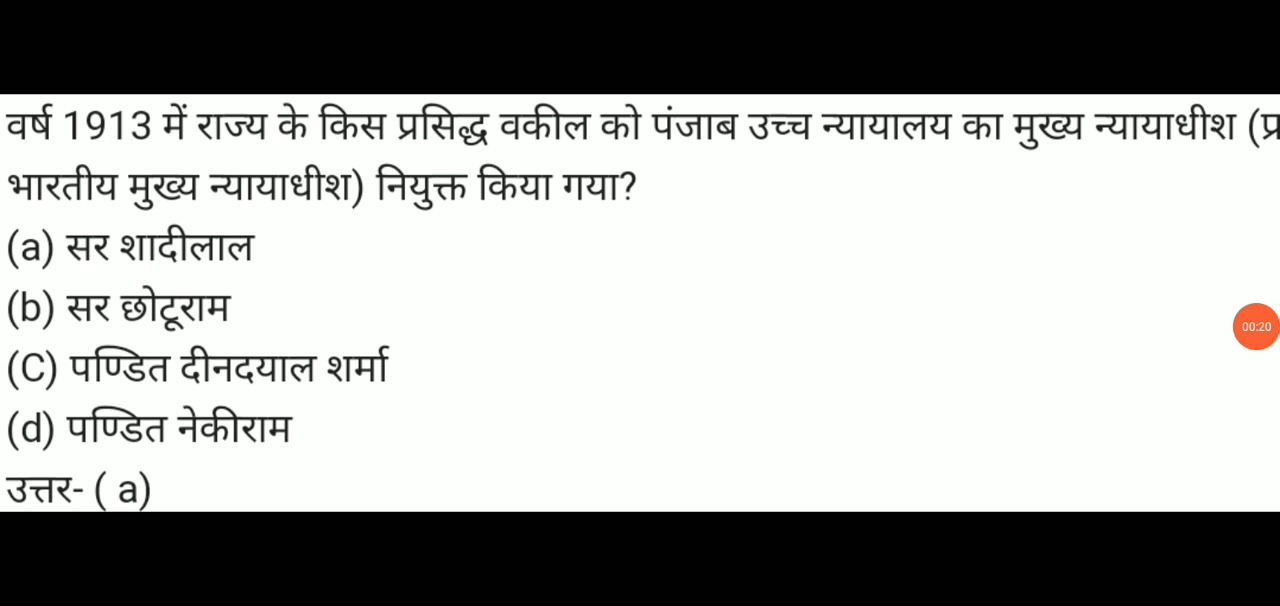 वर्ष 1913 में राज्य के किस प्रसिद्ध वकील को पंजाब उच्च न्यायालय का मुख्य न्यायाधीश
भारतीय मुख्य न्यायाधीश) नियुक्त किया गया?
(a) सर शादीलाल
(b) सर छोटूराम
(C) पण्डित दीनदयाल शर्मा
(d) पण्डित नेकीराम
उत्तर- ( a)
00:20